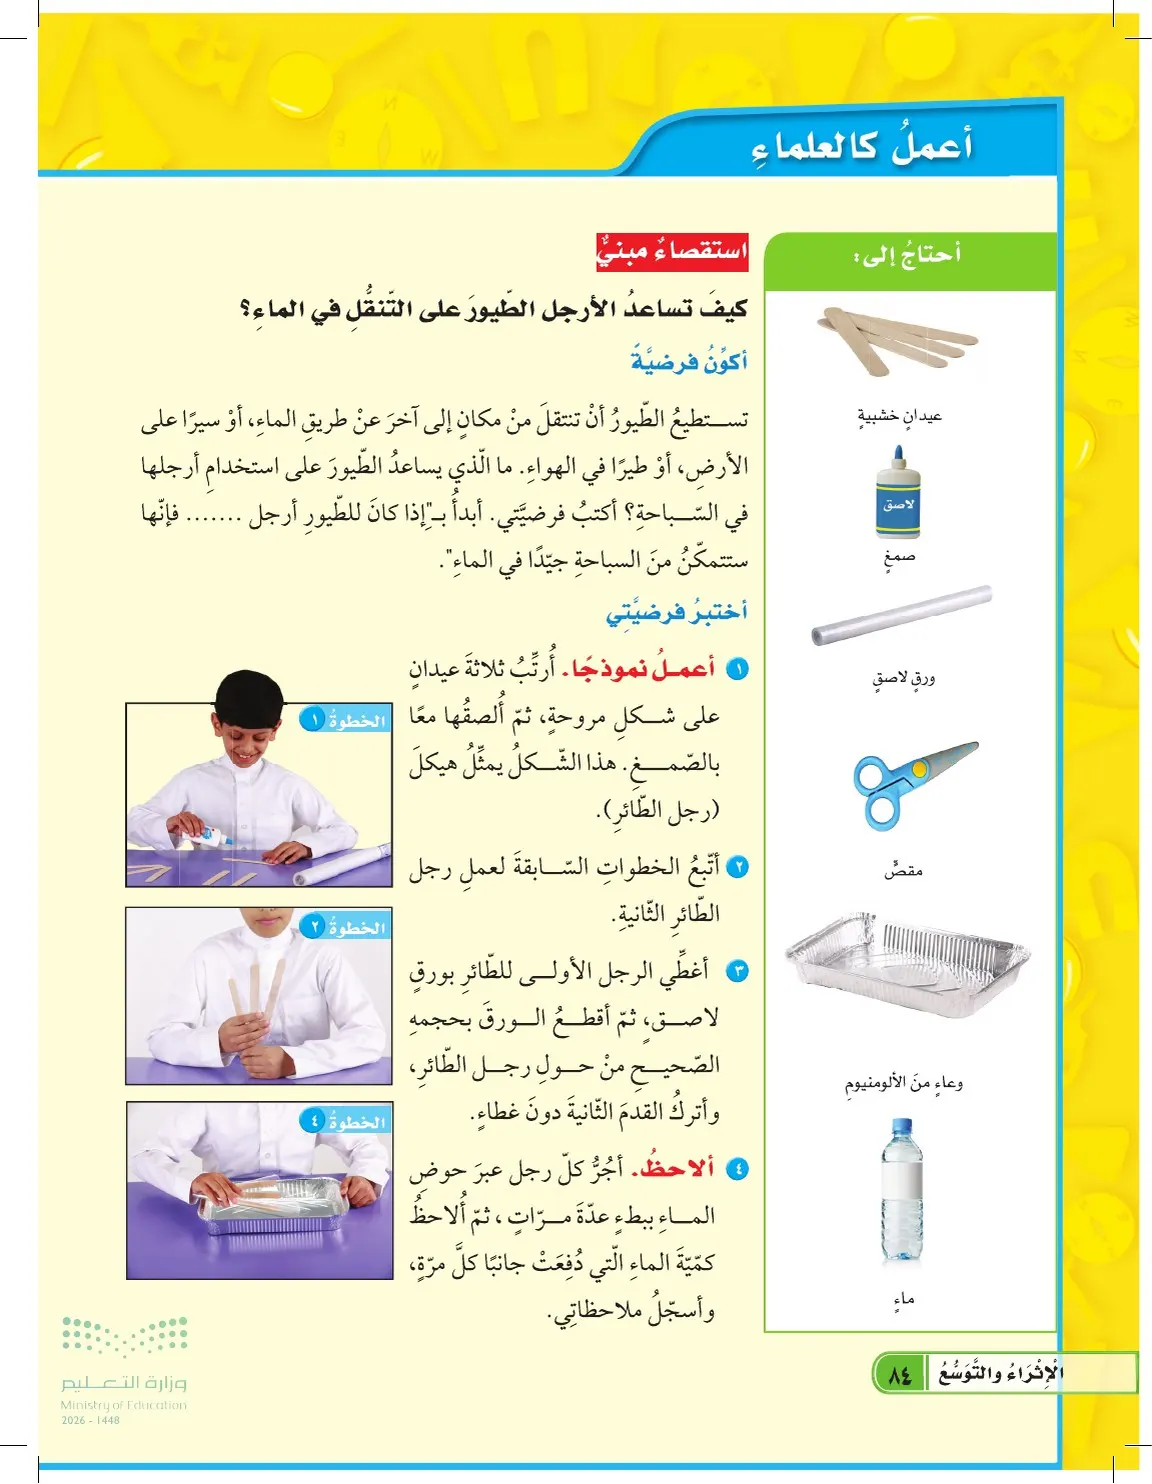 أعملُ كالعلماءِ
استقصاءٌ مبنيٌّ
كيفَ تساعدُ الأرجل الطّيورَ على التّنقُّلِ في الماءِ؟
أكوِّنُ فرضيَّةً
تستطيعُ الطّيورُ أنْ تنتقلَ منْ مكانٍ إلى آخرَ عنْ طريقِ الماءِ، أوْ سيرًا على
الأرضِ، أوْ طيرًا في الهواءِ. ما الّذي يساعدُ الطّيورَ على استخدامِ أرجلها
في السّباحةِ؟ أكتبُ فرضيَّتي. أبدأُ بـ"إذا كانَ للطّيورِ أرجل ....... فإنّها
ستتمكّنُ منَ السباحةِ جيّدًا في الماءِ".
أختبرُ فرضيَّتِي
١ أعملُ نموذجًا. أُرتِّبُ ثلاثةَ عيدانٍ
على شكلِ مروحةٍ، ثمّ أُلصقُها معًا
بالصّمغِ. هذا الشّكلُ يمثِّلُ هيكلَ
(رجل الطّائرِ).
٢ أتّبعُ الخطواتِ السّابقةَ لعملِ رجل
الطّائرِ الثّانيةِ.
٣ أغطِّي الرجل الأولى للطّائرِ بورقٍ
لاصقٍ، ثمّ أقطعُ الورقَ بحجمهِ
الصّحيحِ منْ حولِ رجل الطّائرِ،
وأتركُ القدمَ الثّانيةَ دونَ غطاءٍ.
٤ ألاحظُ. أجُرُّ كلّ رجل عبرَ حوضِ
الماءِ ببطءٍ عدّةَ مرّاتٍ، ثمّ أُلاحظُ
كمّيّةَ الماءِ الّتي دُفِعَتْ جانبًا كلَّ مرّةٍ،
وأسجّلُ ملاحظاتِي.
الخطوةُ ١
الخطوةُ ٢
الخطوةُ ٤
أحتاجُ إلى:
عيدانٍ خشبيةٍ
لاصق
صمغٍ
ورقٍ لاصقٍ
مقصٍّ
وعاءٍ منَ الألومنيومِ
ماءٍ
وزارة التعليم
Ministry of Education
2026 - 1448
الْإِثْرَاءُ والتَّوَسُّعُ ٨٤